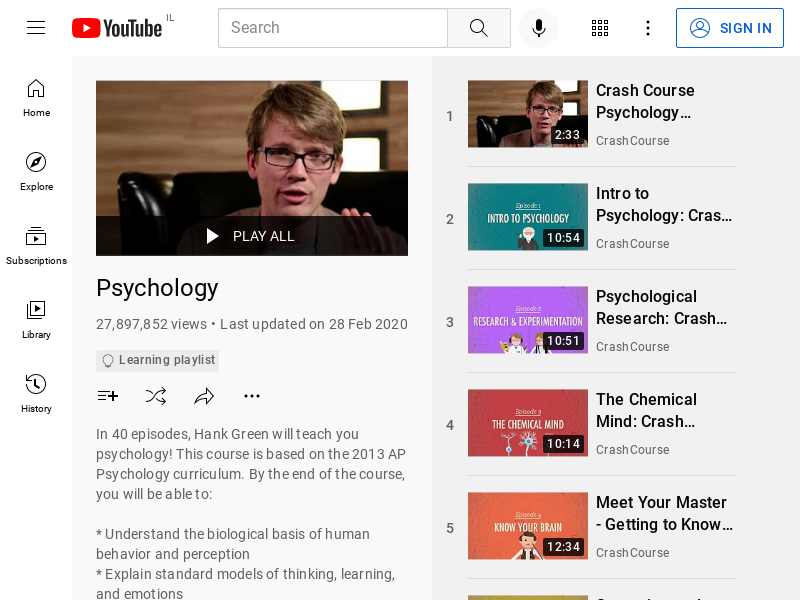 YouTube IL
Search
SIGN IN
Home
Explore
Subscriptions
Library
History
PLAY ALL
Psychology
27,897,852 views • Last updated on 28 Feb 2020
Learning playlist
In 40 episodes, Hank Green will teach you
psychology! This course is based on the 2013 AP
Psychology curriculum. By the end of the course,
you will be able to:
* Understand the biological basis of human
behavior and perception
* Explain standard models of thinking, learning,
and emotions
1
2:33
Crash Course
Psychology…
CrashCourse
2
Episode 1
INTRO TO PSYCHOLOGY
10:54
Intro to
Psychology: Cras…
CrashCourse
3
Episode 2
RESEARCH & EXPERIMENTATION
10:51
Psychological
Research: Crash…
CrashCourse
4
Episode 3
THE CHEMICAL MIND
10:14
The Chemical
Mind: Crash…
CrashCourse
5
Episode 4
KNOW YOUR BRAIN
12:34
Meet Your Master
- Getting to Know…
CrashCourse